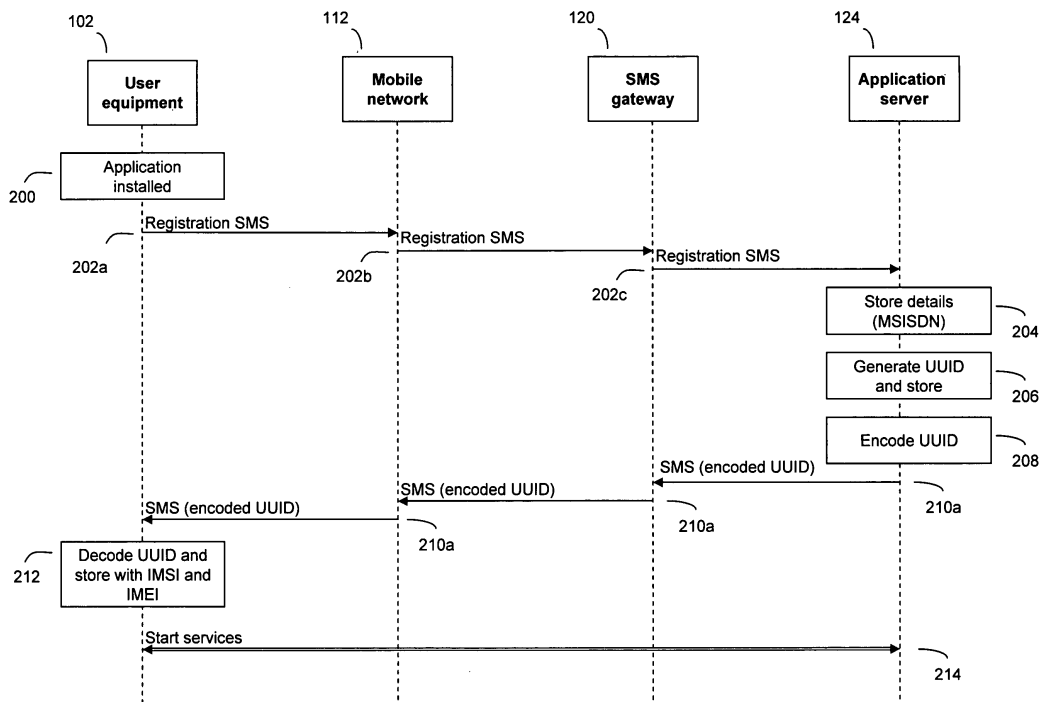 102
112
120
124
User
equipment
Mobile
network
SMS
gateway
Application
server
Application
installed
200
Registration SMS
202a
Registration SMS
202b
Registration SMS
202c
Store details
(MSISDN)
204
Generate UUID
and store
206
Encode UUID
208
SMS (encoded UUID)
210a
SMS (encoded UUID)
210a
SMS (encoded UUID)
210a
Decode UUID and
store with IMSI and
IMEI
212
Start services
214